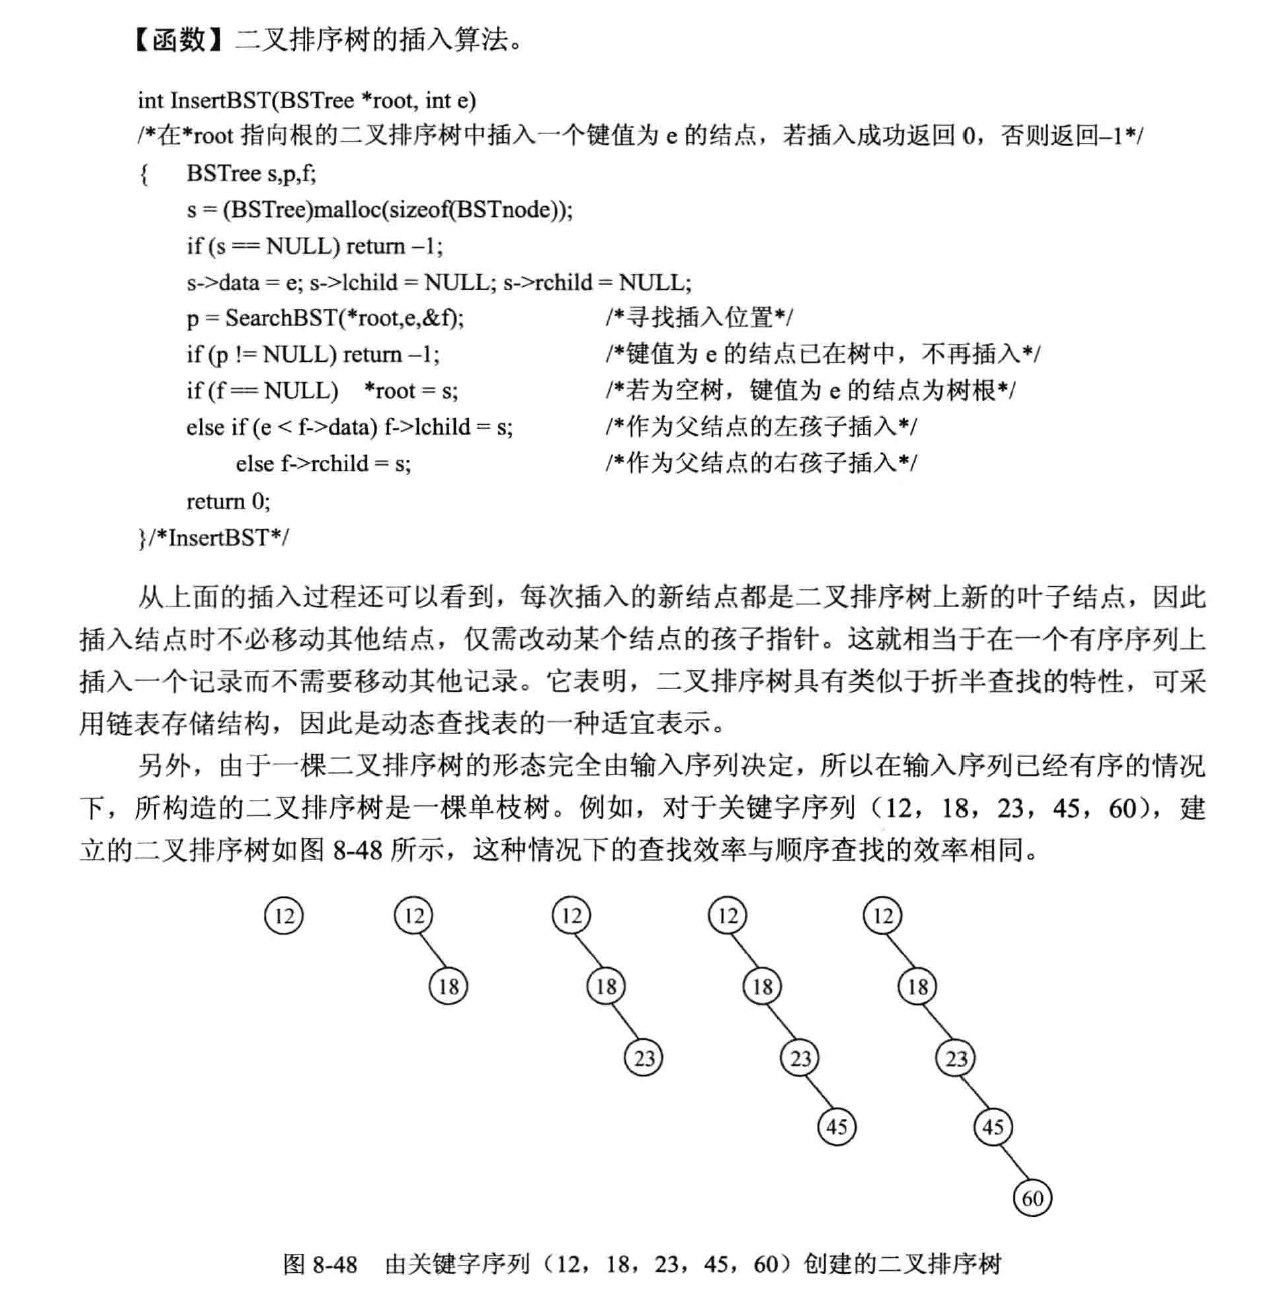 【函数】二叉排序树的插入算法。
int InsertBST(BSTree *root, int e)
/*在*root 指向根的二叉排序树中插入一个键值为 e 的结点，若插入成功返回 0，否则返回–1*/
{ BSTree s,p,f;
s = (BSTree)malloc(sizeof(BSTnode));
if (s == NULL) return –1;
s->data = e; s->lchild = NULL; s->rchild = NULL;
p = SearchBST(*root,e,&f); /*寻找插入位置*/
if (p != NULL) return –1; /*键值为 e 的结点已在树中，不再插入*/
if (f == NULL) *root = s; /*若为空树，键值为 e 的结点为树根*/
else if (e < f->data) f->lchild = s; /*作为父结点的左孩子插入*/
else f->rchild = s; /*作为父结点的右孩子插入*/
return 0;
}/*InsertBST*/
从上面的插入过程还可以看到，每次插入的新结点都是二叉排序树上新的叶子结点，因此
插入结点时不必移动其他结点，仅需改动某个结点的孩子指针。这就相当于在一个有序序列上
插入一个记录而不需要移动其他记录。它表明，二叉排序树具有类似于折半查找的特性，可采
用链表存储结构，因此是动态查找表的一种适宜表示。
另外，由于一棵二叉排序树的形态完全由输入序列决定，所以在输入序列已经有序的情况
下，所构造的二叉排序树是一棵单枝树。例如，对于关键字序列（12，18，23，45，60），建
立的二叉排序树如图 8-48 所示，这种情况下的查找效率与顺序查找的效率相同。
12 12 12 12 12
18 18 18 18
23 23 23
45 45
60
图 8-48 由关键字序列（12，18，23，45，60）创建的二叉排序树